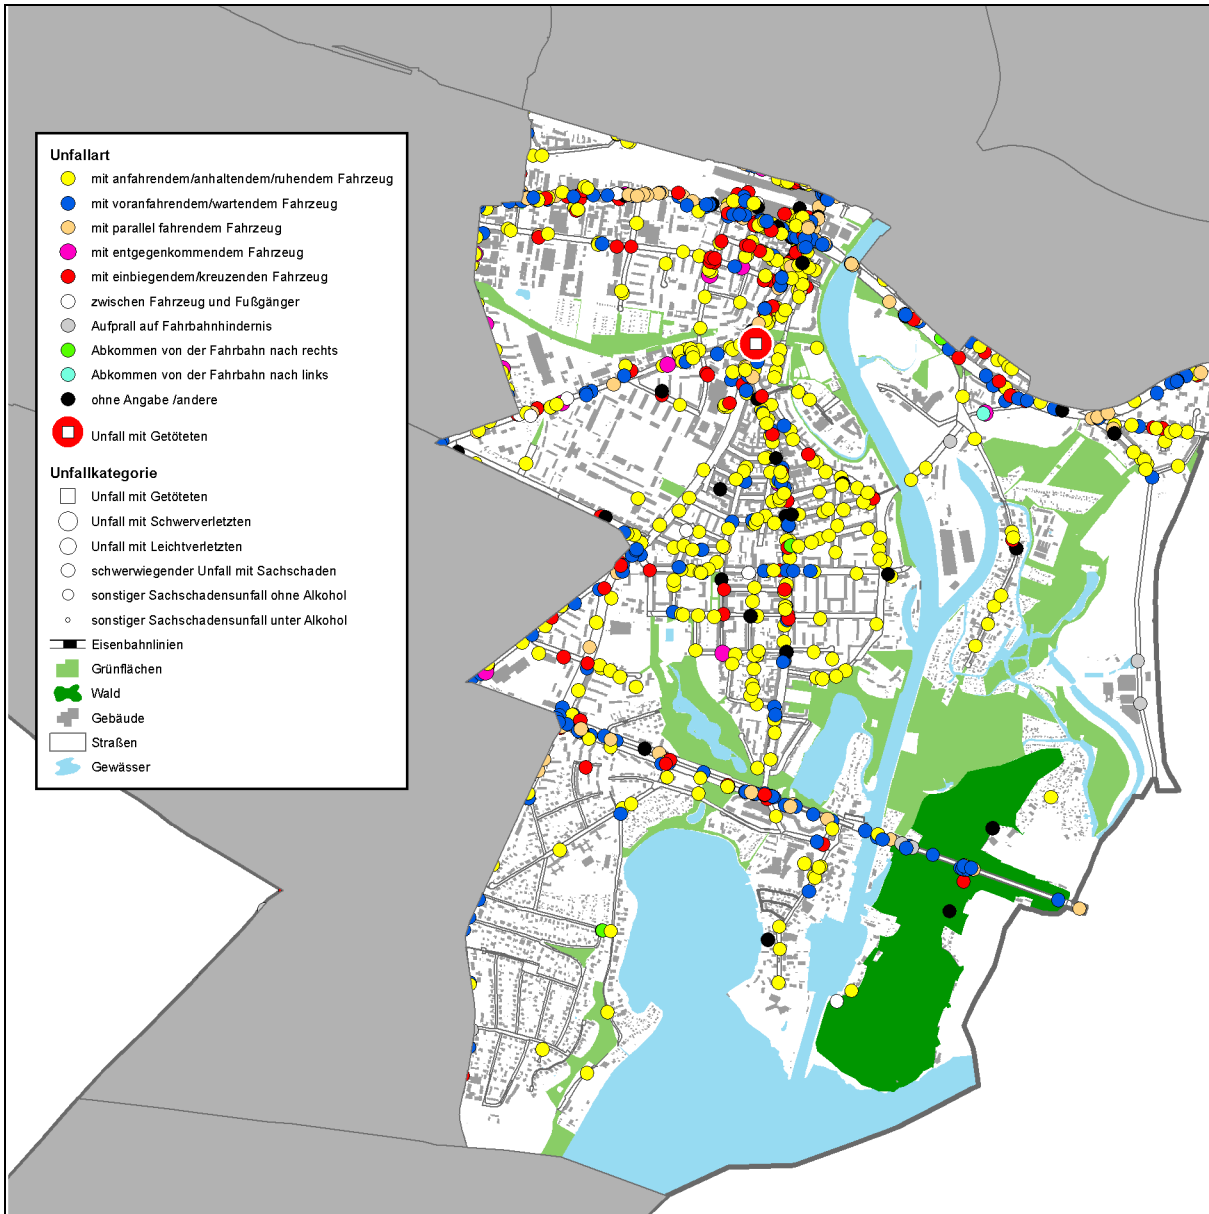 Unfallart
mit anfahrendem/anhaltendem/ruhendem Fahrzeug
mit voranfahrendem/wartendem Fahrzeug
mit parallel fahrendem Fahrzeug
mit entgegenkommendem Fahrzeug
mit einbiegendem/kreuzenden Fahrzeug
zwischen Fahrzeug und Fußgänger
Aufprall auf Fahrbahnhindernis
Abkommen von der Fahrbahn nach rechts
Abkommen von der Fahrbahn nach links
ohne Angabe /andere
Unfall mit Getöteten
Unfallkategorie
Unfall mit Getöteten
Unfall mit Schwerverletzten
Unfall mit Leichtverletzten
schwerwiegender Unfall mit Sachschaden
sonstiger Sachschadensunfall ohne Alkohol
sonstiger Sachschadensunfall unter Alkohol
Eisenbahnlinien
Grünflächen
Wald
Gebäude
Straßen
Gewässer